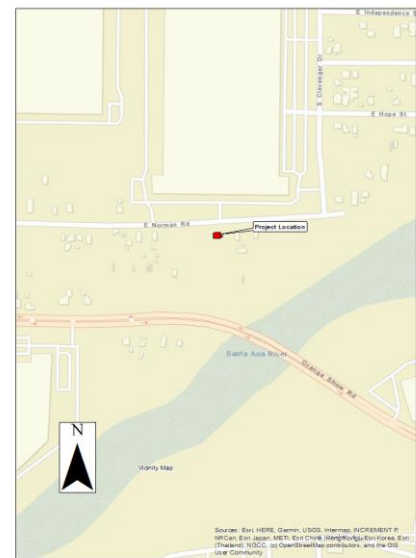 E Independence S
S Clevenger Dr
E Hope St
E Norman Rd
Project Location
Santa Ana River
Orange Show Rd
N
Vicinity Map
Sources: Esri, HERE, Garmin, USGS, Intermap, INCREMENT P,
NRCan, Esri Japan, METI, Esri China (Hong Kong), Esri Korea, Esri
(Thailand), NGCC, (c) OpenStreetMap contributors, and the GIS
User Community